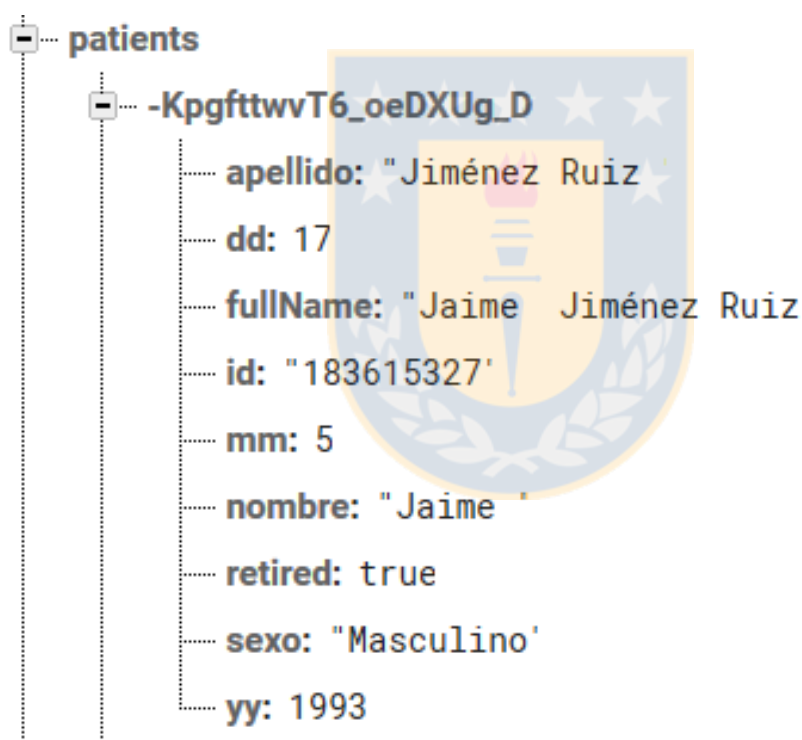 patients
-KpgfttwvT6_oeDXUg_D
apellido: "Jiménez Ruiz "
dd: 17
fullName: "Jaime  Jiménez Ruiz
id: "183615327"
mm: 5
nombre: "Jaime "
retired: true
sexo: "Masculino"
yy: 1993